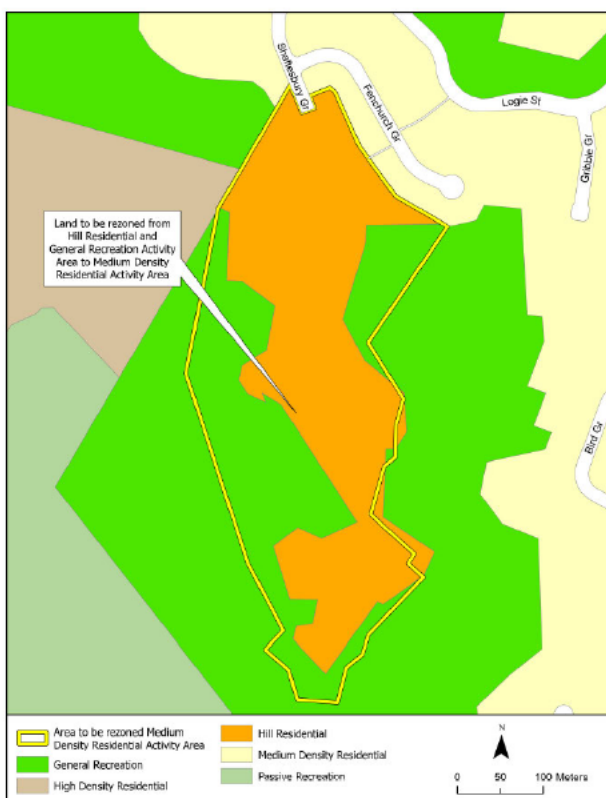 Shaftesbury Gr
Fenchurch Gr
Logie St
Gribble Gr
Land to be rezoned from
Hill Residential and
General Recreation Activity
Area to Medium Density
Residential Activity Area
Bird Gr
Area to be rezoned Medium
Density Residential Activity Area
General Recreation
High Density Residential
Hill Residential
Medium Density Residential
Passive Recreation
N
0 50 100 Meters